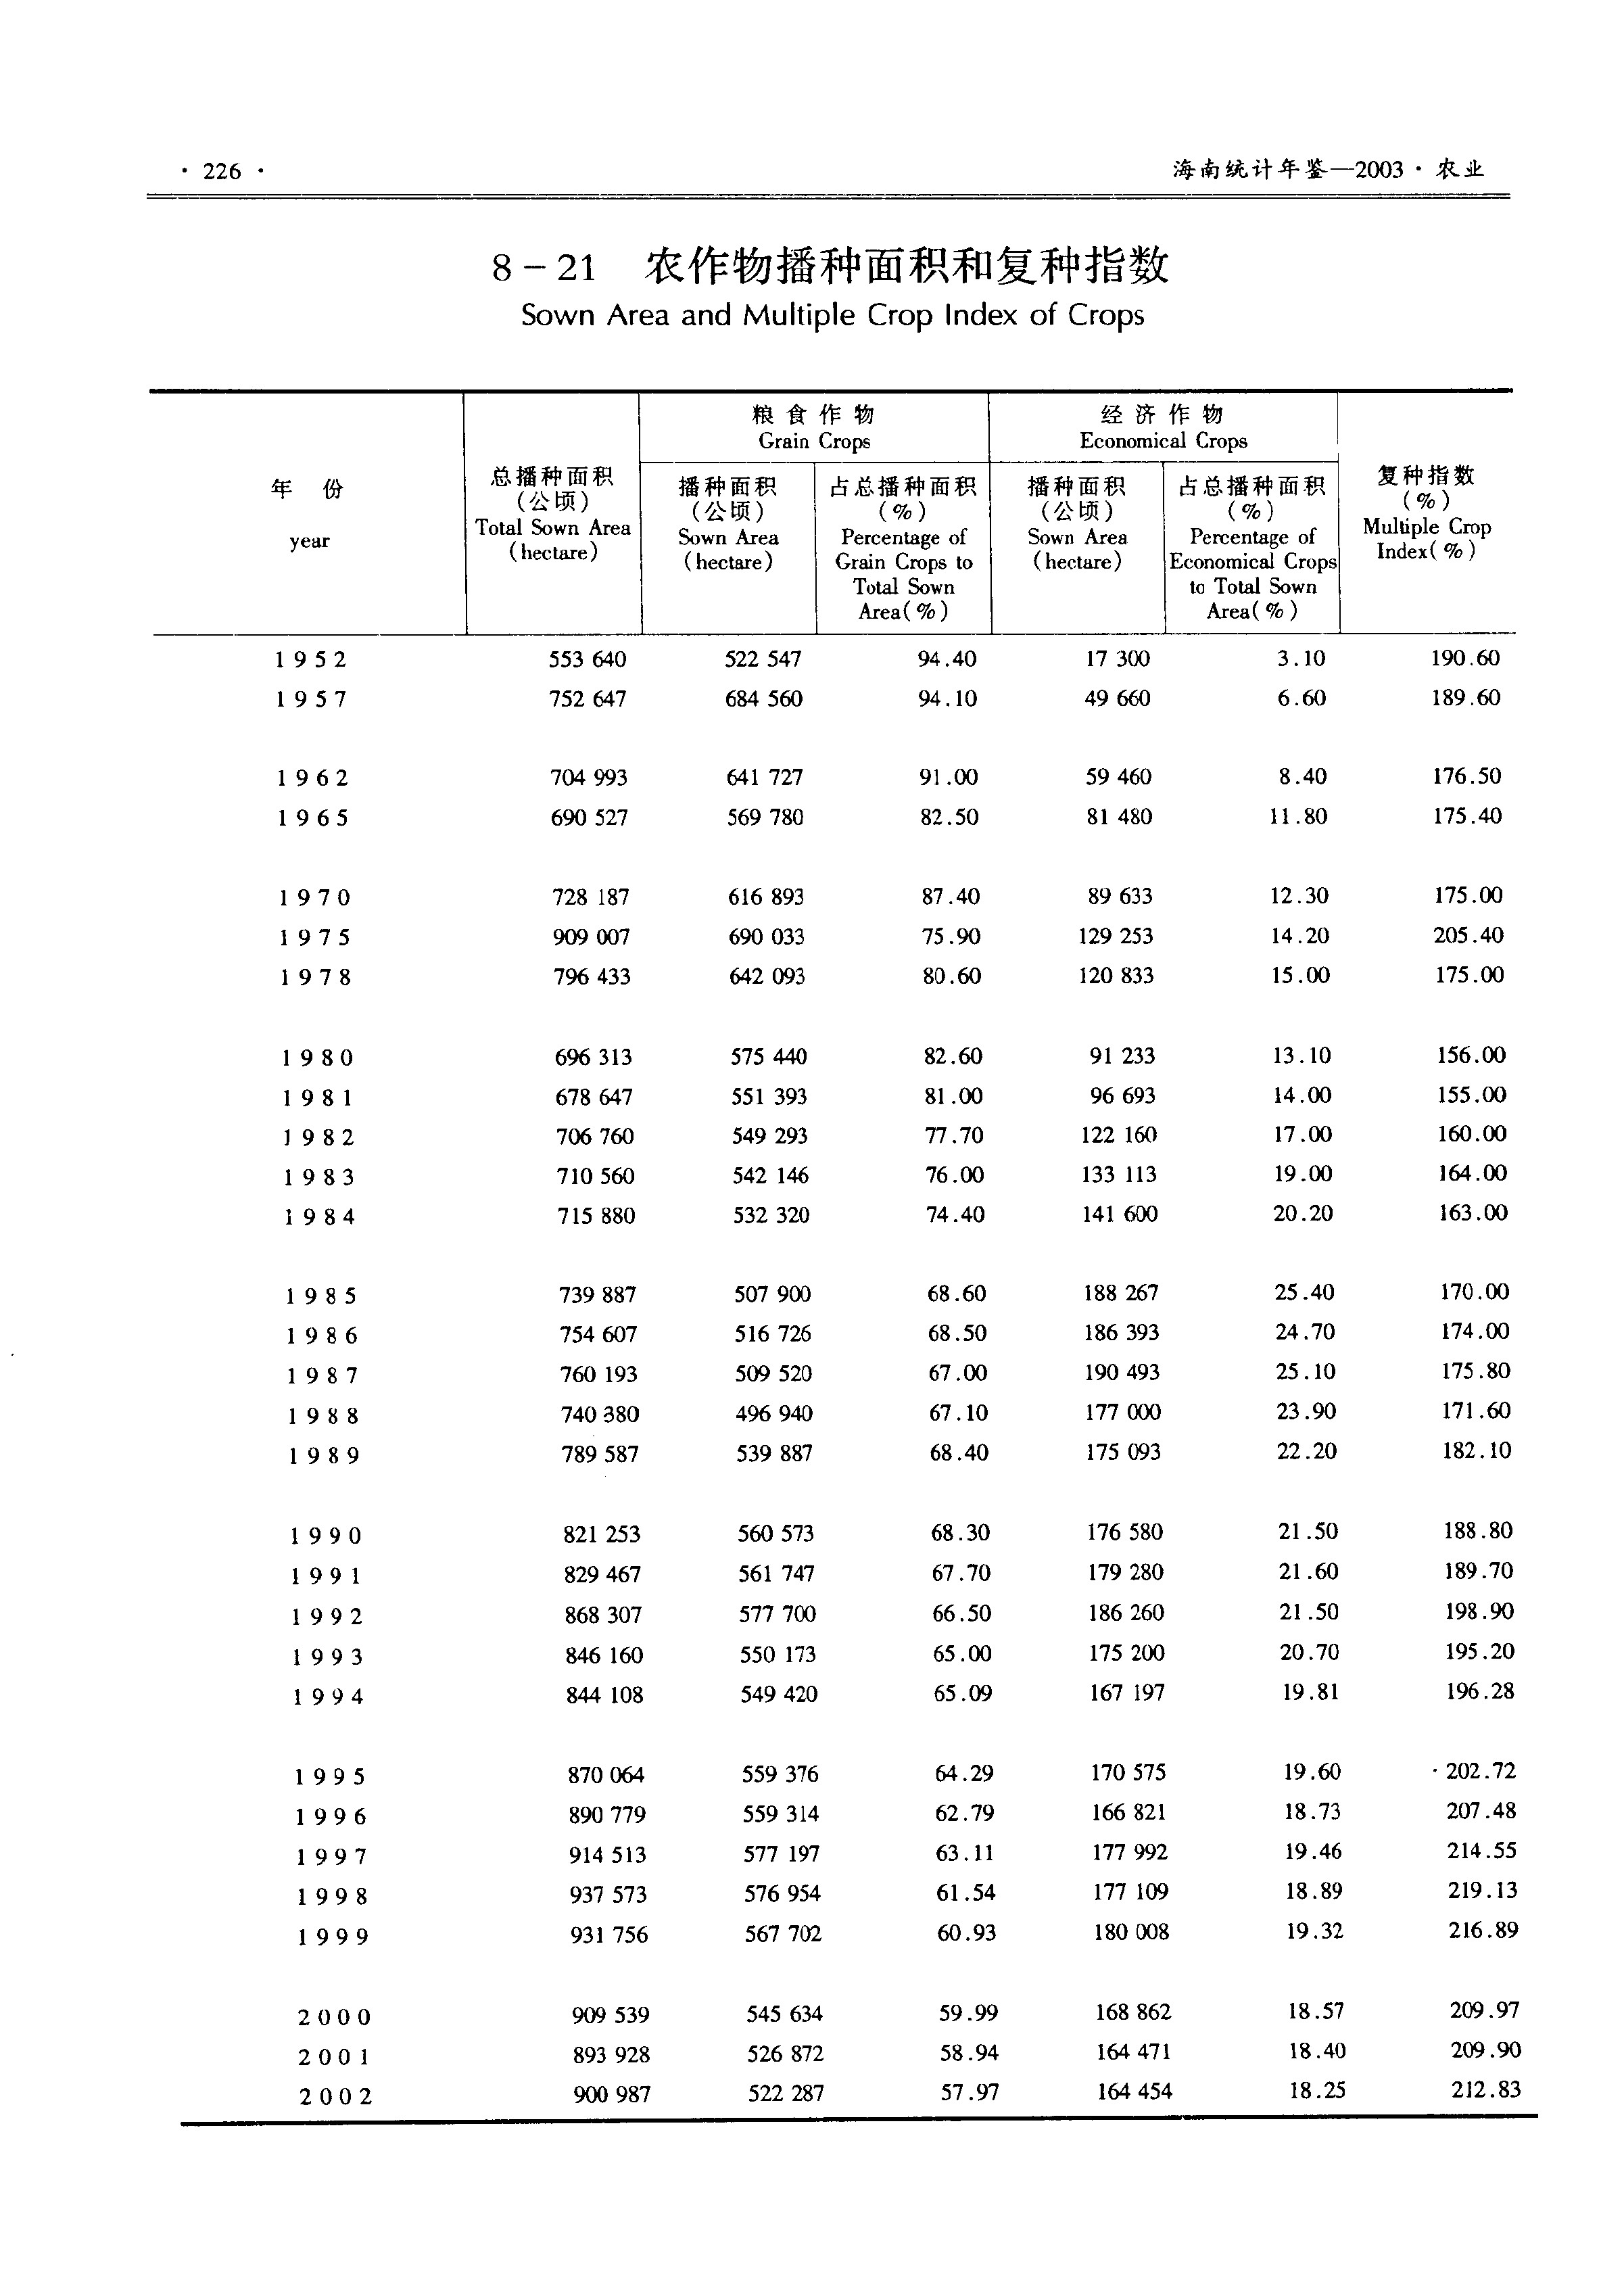 · 226 ·
海南统计年鉴—2003·农业
8－21 农作物播种面积和复种指数
Sown Area and Multiple Crop Index of Crops
年 份
year
总播种面积
(公顷)
Total Sown Area
(hectare)
粮食作物
Grain Crops
播种面积
(公顷)
Sown Area
(hectare)
占总播种面积
(%)
Percentage of
Grain Crops to
Total Sown
Area(%)
经济作物
Economical Crops
播种面积
(公顷)
Sown Area
(hectare)
占总播种面积
(%)
Percentage of
Economical Crops
to Total Sown
Area(%)
复种指数
(%)
Multiple Crop
Index(%)
1952 553 640 522 547 94.40 17 300 3.10 190.60
1957 752 647 684 560 94.10 49 660 6.60 189.60
1962 704 993 641 727 91.00 59 460 8.40 176.50
1965 690 527 569 780 82.50 81 480 11.80 175.40
1970 728 187 616 893 87.40 89 633 12.30 175.00
1975 909 007 690 033 75.90 129 253 14.20 205.40
1978 796 433 642 093 80.60 120 833 15.00 175.00
1980 696 313 575 440 82.60 91 233 13.10 156.00
1981 678 647 551 393 81.00 96 693 14.00 155.00
1982 706 760 549 293 77.70 122 160 17.00 160.00
1983 710 560 542 146 76.00 133 113 19.00 164.00
1984 715 880 532 320 74.40 141 600 20.20 163.00
1985 739 887 507 900 68.60 188 267 25.40 170.00
1986 754 607 516 726 68.50 186 393 24.70 174.00
1987 760 193 509 520 67.00 190 493 25.10 175.80
1988 740 380 496 940 67.10 177 000 23.90 171.60
1989 789 587 539 887 68.40 175 093 22.20 182.10
1990 821 253 560 573 68.30 176 580 21.50 188.80
1991 829 467 561 747 67.70 179 280 21.60 189.70
1992 868 307 577 700 66.50 186 260 21.50 198.90
1993 846 160 550 173 65.00 175 200 20.70 195.20
1994 844 108 549 420 65.09 167 197 19.81 196.28
1995 870 064 559 376 64.29 170 575 19.60 202.72
1996 890 779 559 314 62.79 166 821 18.73 207.48
1997 914 513 577 197 63.11 177 992 19.46 214.55
1998 937 573 576 954 61.54 177 109 18.89 219.13
1999 931 756 567 702 60.93 180 008 19.32 216.89
2000 909 539 545 634 59.99 168 862 18.57 209.97
2001 893 928 526 872 58.94 164 471 18.40 209.90
2002 900 987 522 287 57.97 164 454 18.25 212.83